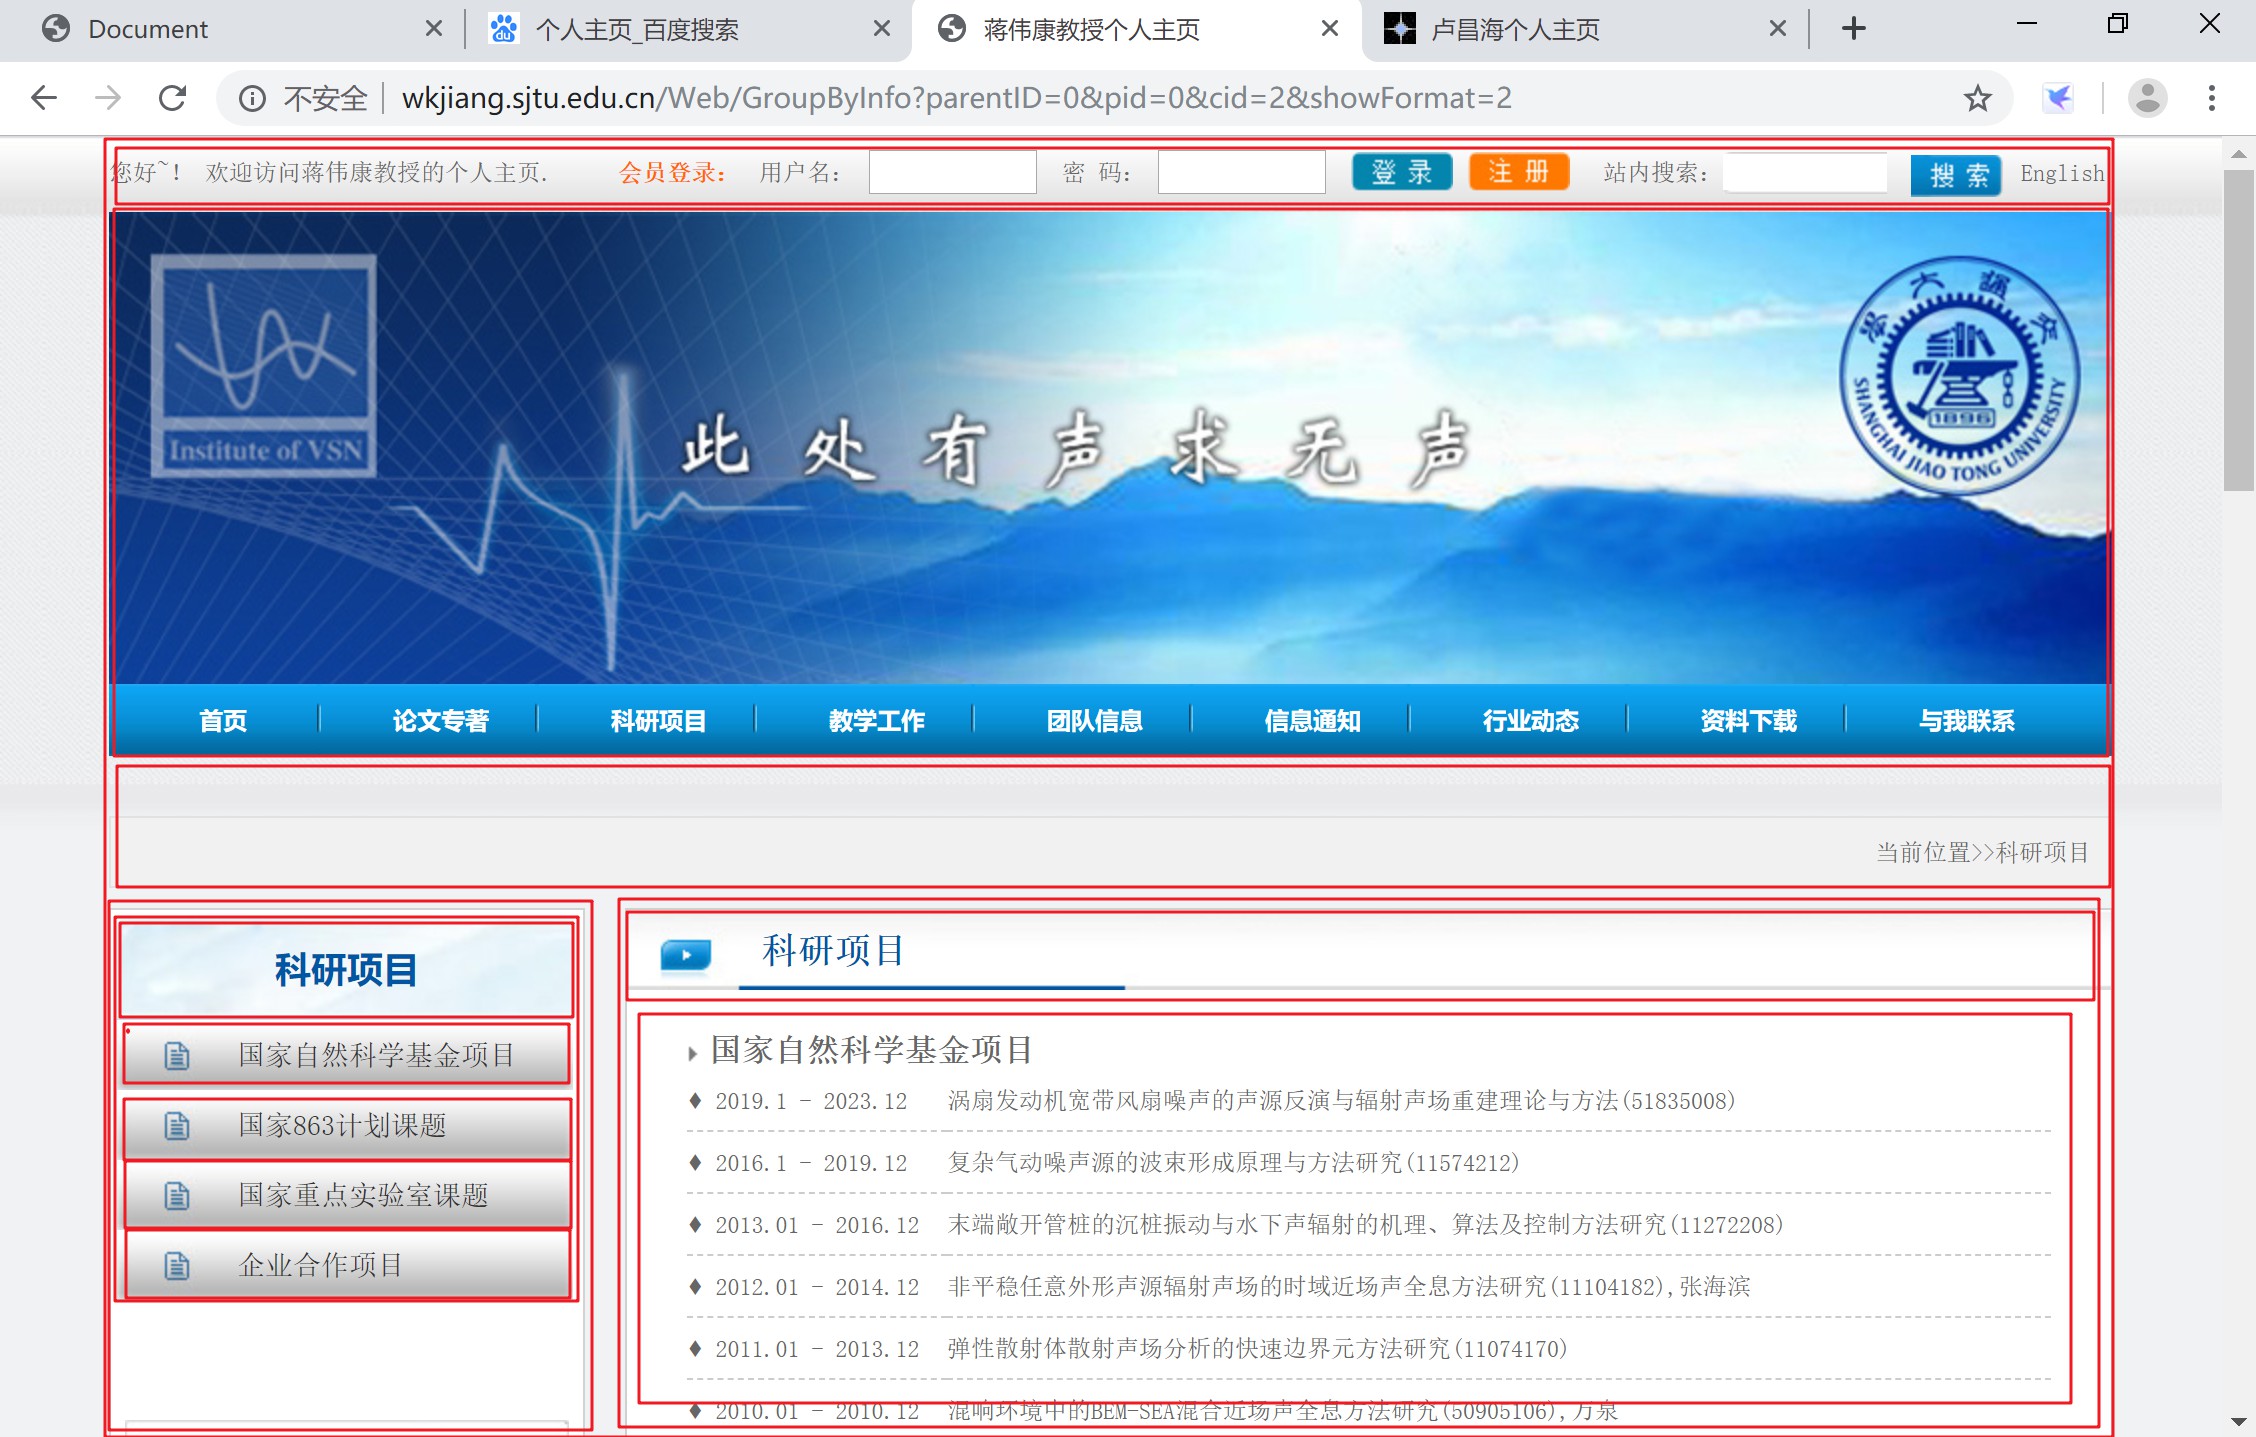 Document
个人主页_百度搜索
蒋伟康教授个人主页
卢昌海个人主页
不安全 wkjiang.sjtu.edu.cn/Web/GroupByInfo?parentID=0&pid=0&cid=2&showFormat=2
您好~! 欢迎访问蒋伟康教授的个人主页. 会员登录: 用户名: 密 码: 登 录 注 册 站内搜索: 搜 索 English
Institute of VSN
此处有声求无声
1896
SHANGHAI JIAO TONG UNIVERSITY
首页 论文专著 科研项目 教学工作 团队信息 信息通知 行业动态 资料下载 与我联系
当前位置>>科研项目
科研项目
国家自然科学基金项目
国家863计划课题
国家重点实验室课题
企业合作项目
科研项目
国家自然科学基金项目
♦ 2019.1 - 2023.12 涡扇发动机宽带风扇噪声的声源反演与辐射声场重建理论与方法(51835008)
♦ 2016.1 - 2019.12 复杂气动噪声源的波束形成原理与方法研究(11574212)
♦ 2013.01 - 2016.12 末端敞开管桩的沉桩振动与水下声辐射的机理、算法及控制方法研究(11272208)
♦ 2012.01 - 2014.12 非平稳任意外形声源辐射声场的时域近场声全息方法研究(11104182),张海滨
♦ 2011.01 - 2013.12 弹性散射体散射声场分析的快速边界元方法研究(11074170)
♦ 2010.01 - 2010.12 混响环境中的BEM-SEA混合近场声全息方法研究(50905106),万泉